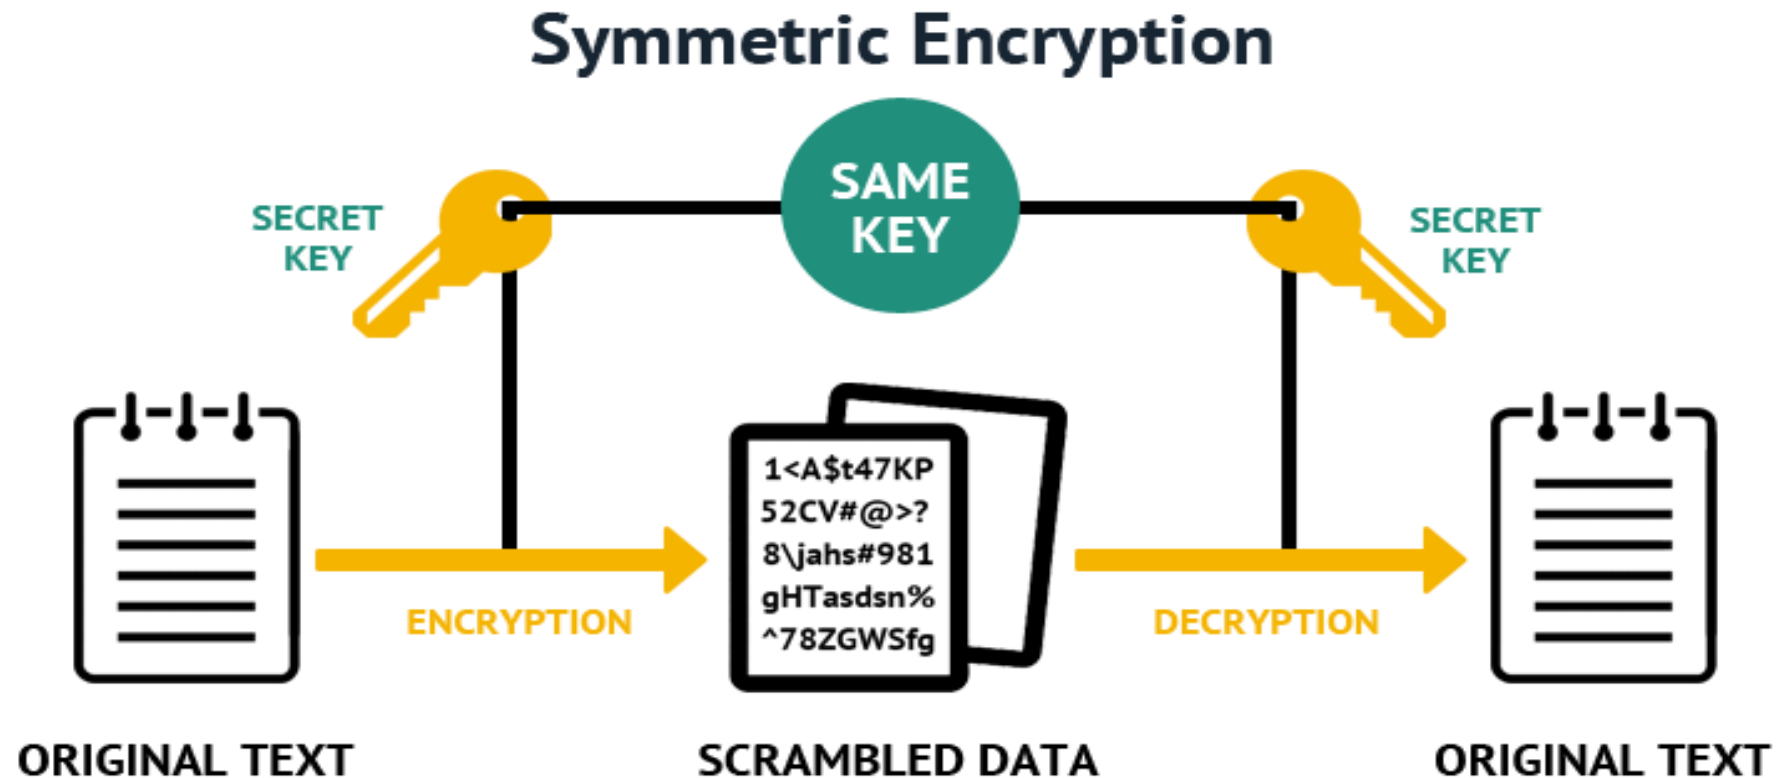 Symmetric Encryption
SAME
KEY
SECRET
KEY
SECRET
KEY
1<A$t47KP
52CV#@>?
8\jahs#981
gHTasdsn%
^78ZGWSfg
ENCRYPTION
DECRYPTION
ORIGINAL TEXT
SCRAMBLED DATA
ORIGINAL TEXT